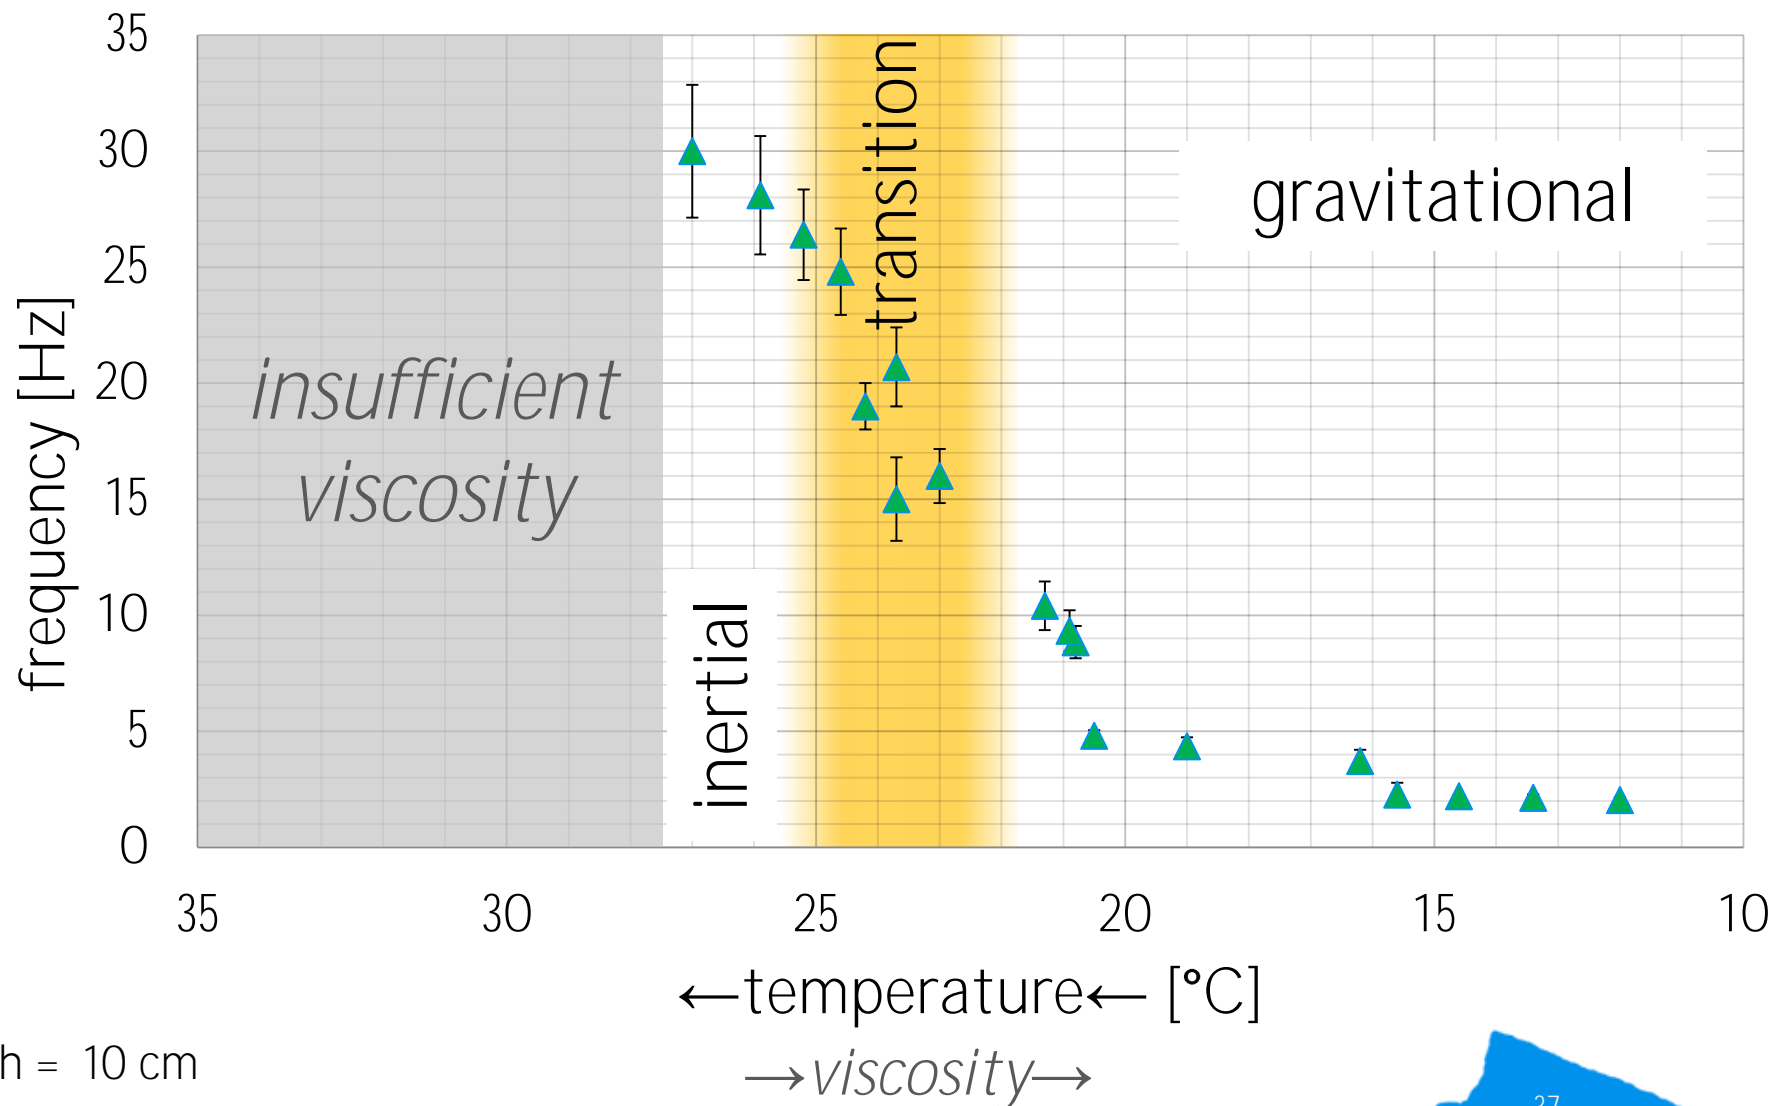 35
30
25
20
15
10
5
0
frequency [Hz]
insufficient
viscosity
inertial
transition
gravitational
35 30 25 20 15 10
←temperature← [°C]
→viscosity→
h = 10 cm
37